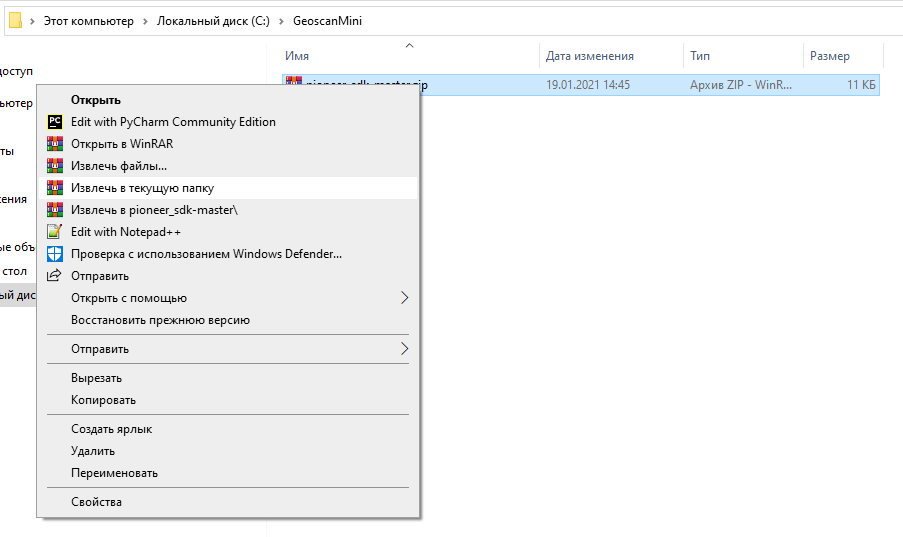 Этот компьютер > Локальный диск (C:) > GeoscanMini
Имя Дата изменения Тип Размер
доступ
pioneer_sdk-master.zip 19.01.2021 14:45 Архив ZIP - WinR... 11 КБ
Открыть
ьютер
PC Edit with PyCharm Community Edition
Открыть в WinRAR
ты
Извлечь файлы...
Извлечь в текущую папку
жения
Извлечь в pioneer_sdk-master\
Edit with Notepad++
ые объ
Проверка с использованием Windows Defender...
стол
Отправить
ый дис
Открыть с помощью
Восстановить прежнюю версию
Отправить
Вырезать
Копировать
Создать ярлык
Удалить
Переименовать
Свойства